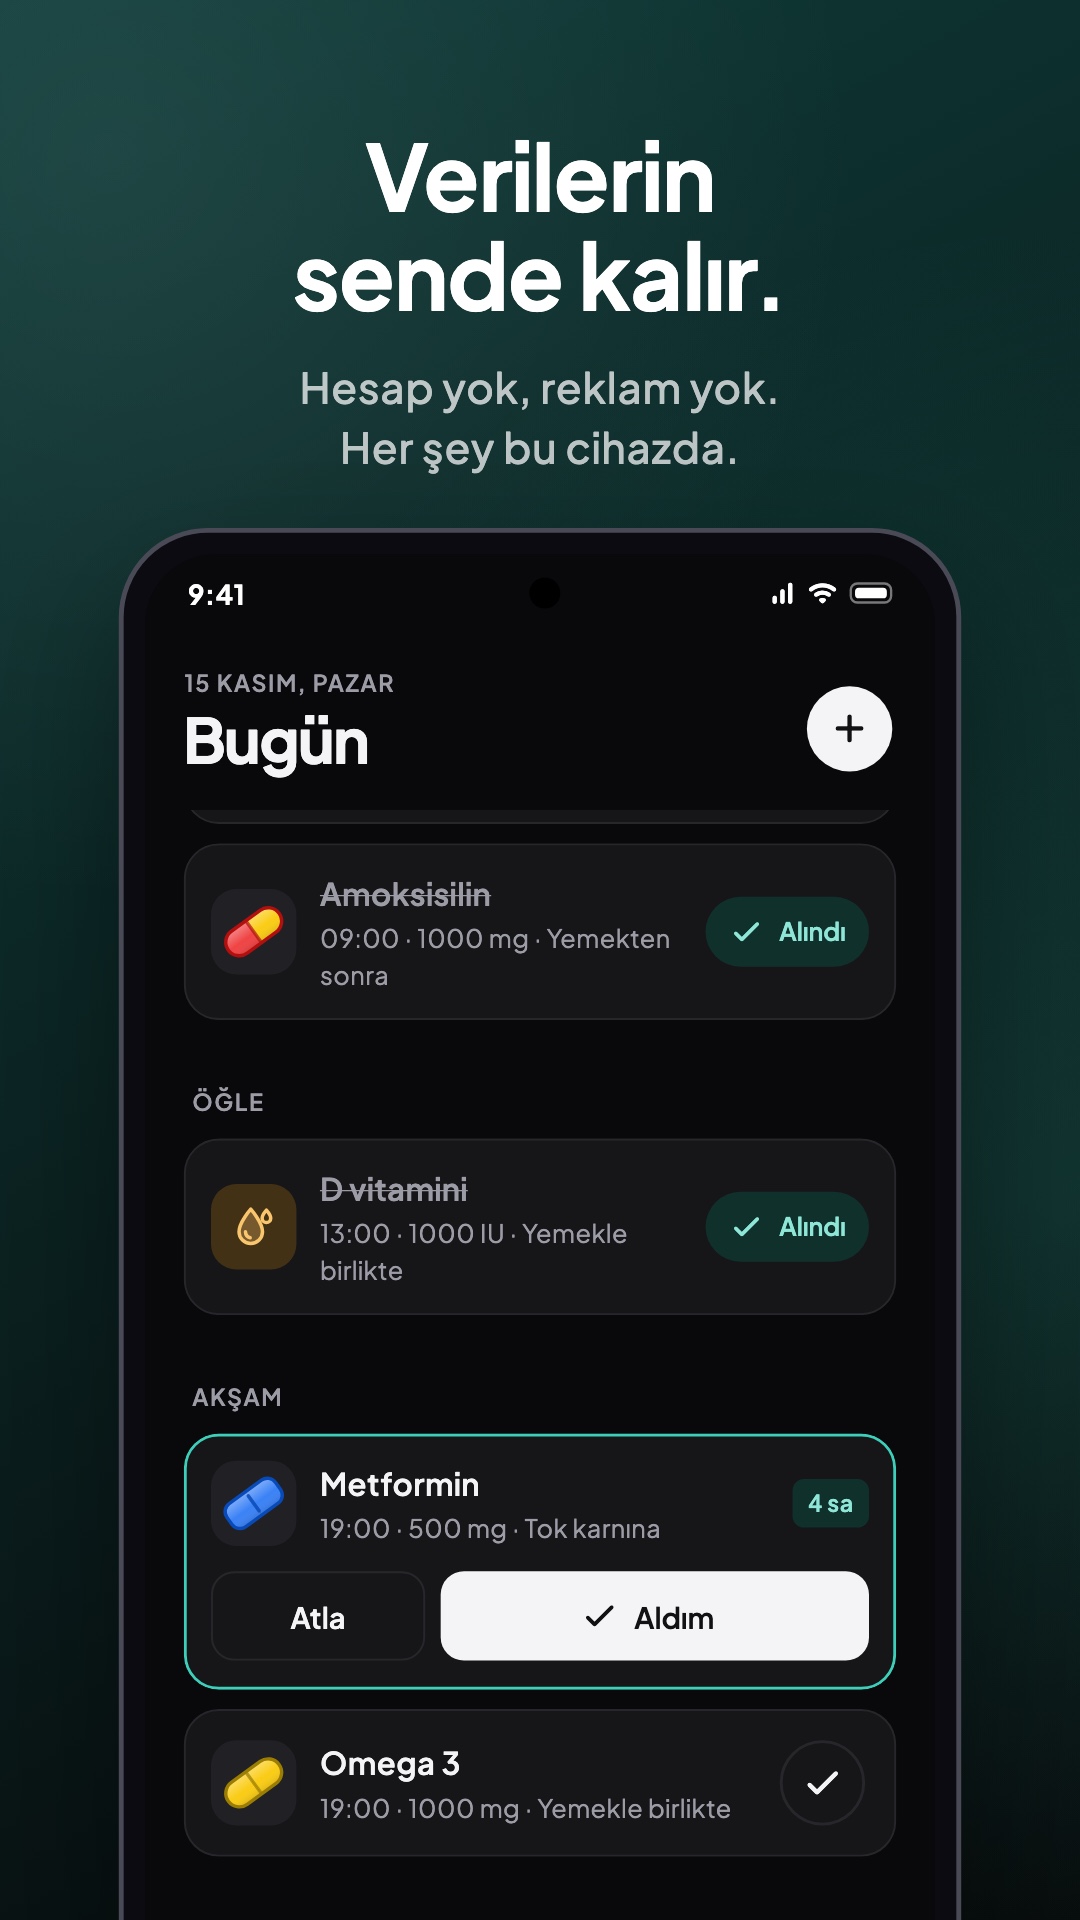 Verilerin
sende kalır.
Hesap yok, reklam yok.
Her şey bu cihazda.
9:41
15 KASIM, PAZAR
Bugün
Amoksisilin
09:00 · 1000 mg · Yemekten
sonra
Alındı
ÖĞLE
D vitamini
13:00 · 1000 IU · Yemekle
birlikte
Alındı
AKŞAM
Metformin
19:00 · 500 mg · Tok karnına
4 sa
Atla
Aldım
Omega 3
19:00 · 1000 mg · Yemekle birlikte